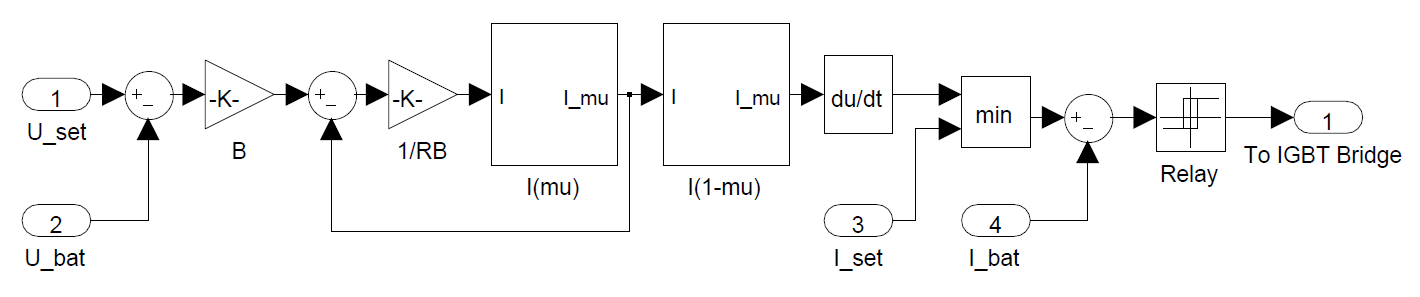 1
U_set
2
U_bat
+
−
-K-
B
+
−
-K-
1/RB
I
I_mu
I(mu)
I
I_mu
I(1-mu)
du/dt
3
I_set
min
4
I_bat
+
−
Relay
1
To IGBT Bridge